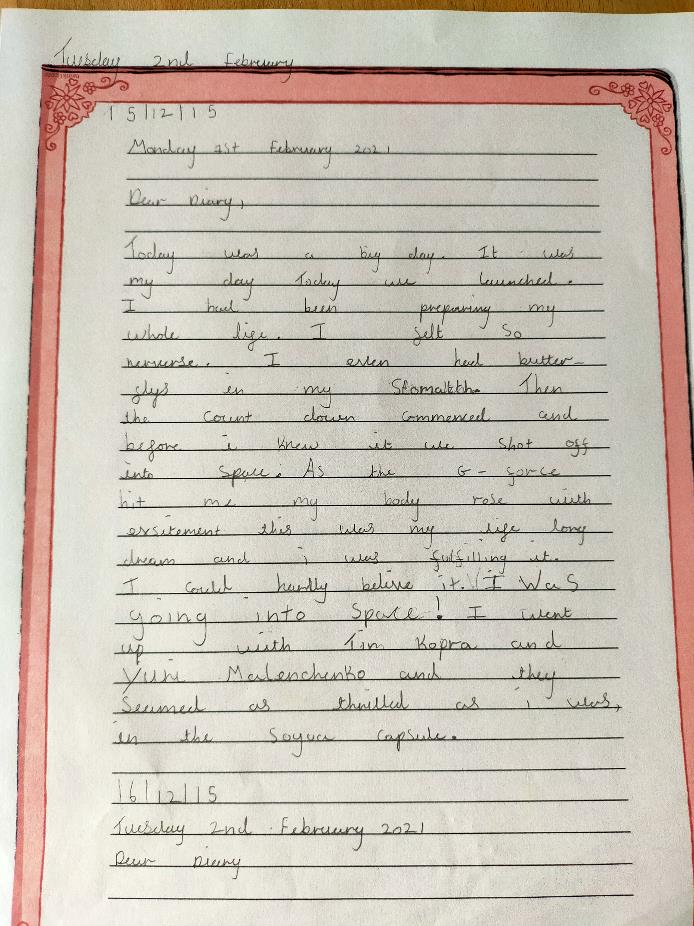 Tuesday 2nd February
15/12/15
Monday 1st February 2021
Dear Diary,
Today was a big day. It was
my day Today we launched.
I had been preparing my
whole life. I felt so
nerverse. I even had butter-
flys in my Stomatth. Then
the count down commenced and
before i knew it we shot off
into space. As the G-force
hit me my body rose with
exsitement this was my life long
dream and i was fulfilling it.
I could hardly belive it. I was
going into space! I went
up with Tim Kopra and
Yuri Malenchenko and they
Seemed as thrilled as i was,
in the Soyuz capsule.
16/12/15
Tuesday 2nd February 2021
Dear Diary